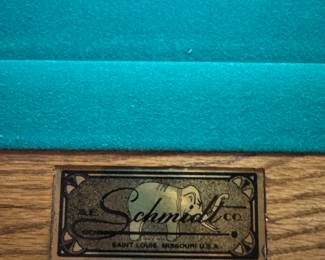 A.E. Schmidt CO.
SAINT LOUIS, MISSOURI U.S.A.